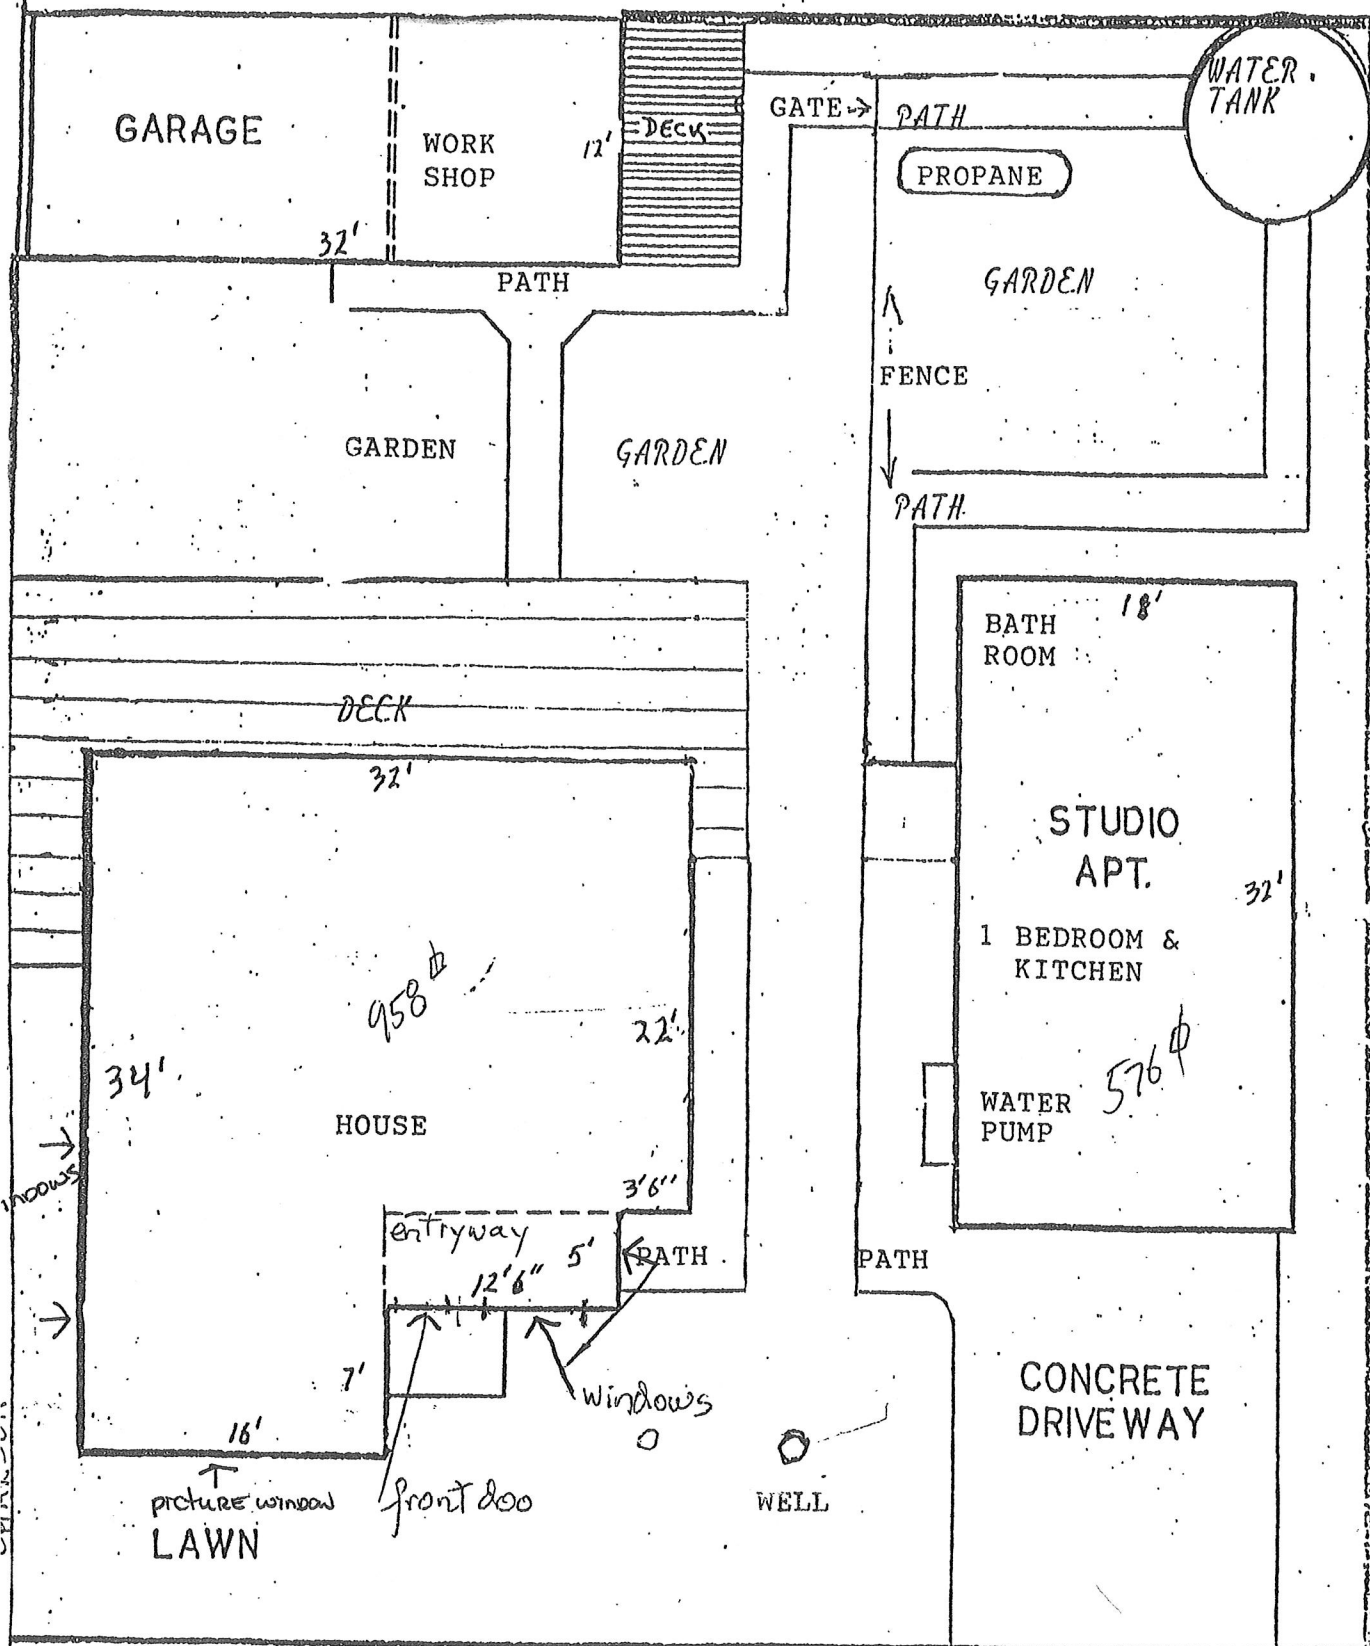 GARAGE
WORK
SHOP
12'
DECK
GATE→
PATH
WATER
TANK
PROPANE
32'
PATH
GARDEN
FENCE
GARDEN
GARDEN
PATH
DECK
32'
BATH
ROOM
18'
STUDIO
APT.
32'
1 BEDROOM &
KITCHEN
958
22'
34'
HOUSE
576
WATER
PUMP
indows
3'6"
entryway
5'
PATH
PATH
12'6"
7'
16'
windows
CONCRETE
DRIVEWAY
picture window
front doo
WELL
LAWN